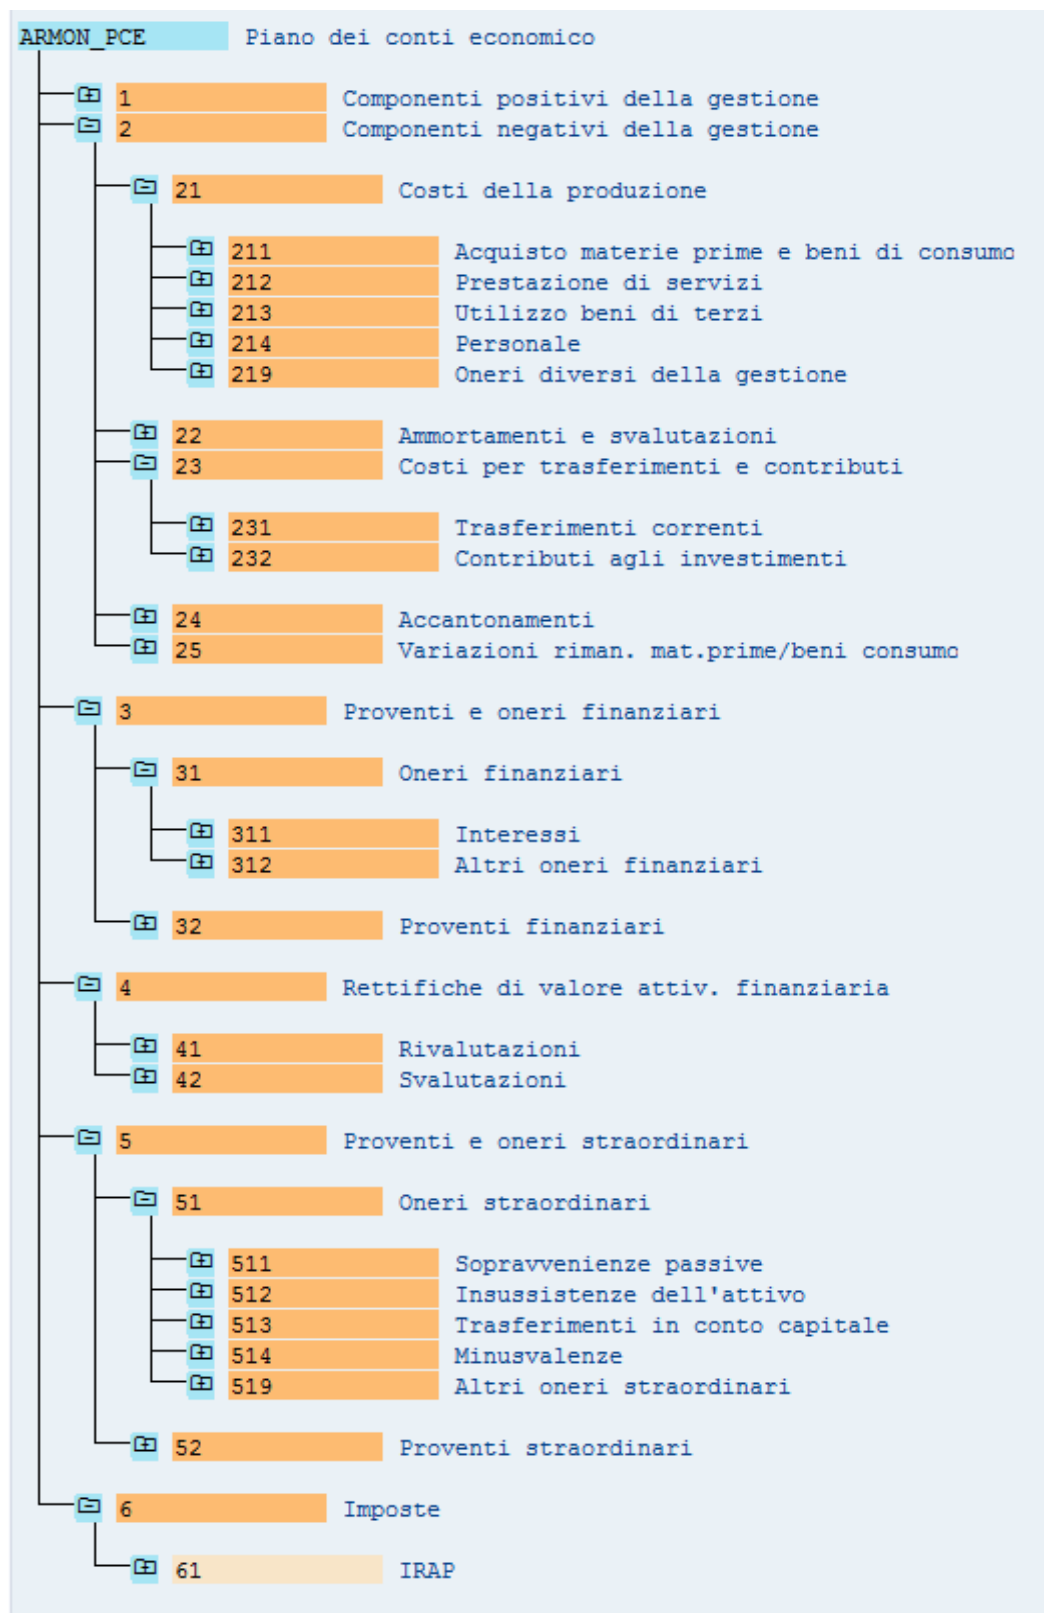 ARMON_PCE Piano dei conti economico
1 Componenti positivi della gestione
2 Componenti negativi della gestione
21 Costi della produzione
211 Acquisto materie prime e beni di consumo
212 Prestazione di servizi
213 Utilizzo beni di terzi
214 Personale
219 Oneri diversi della gestione
22 Ammortamenti e svalutazioni
23 Costi per trasferimenti e contributi
231 Trasferimenti correnti
232 Contributi agli investimenti
24 Accantonamenti
25 Variazioni riman. mat.prime/beni consumo
3 Proventi e oneri finanziari
31 Oneri finanziari
311 Interessi
312 Altri oneri finanziari
32 Proventi finanziari
4 Rettifiche di valore attiv. finanziaria
41 Rivalutazioni
42 Svalutazioni
5 Proventi e oneri straordinari
51 Oneri straordinari
511 Sopravvenienze passive
512 Insussistenze dell'attivo
513 Trasferimenti in conto capitale
514 Minusvalenze
519 Altri oneri straordinari
52 Proventi straordinari
6 Imposte
61 IRAP